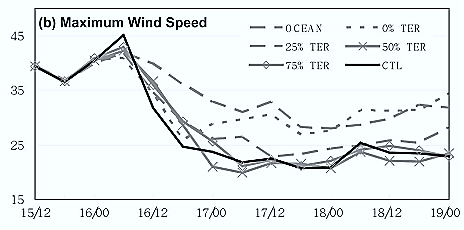 (b) Maximum Wind Speed
OCEAN 0% TER
25% TER 50% TER
75% TER CTL
45
35
25
15
15/12 16/00 16/12 17/00 17/12 18/00 18/12 19/00